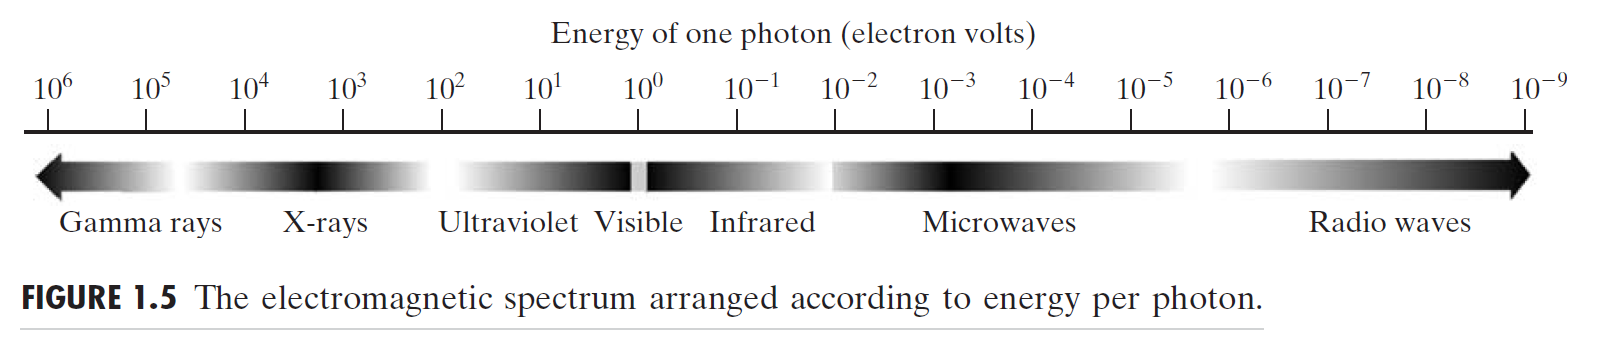 Energy of one photon (electron volts)
10⁶ 10⁵ 10⁴ 10³ 10² 10¹ 10⁰ 10⁻¹ 10⁻² 10⁻³ 10⁻⁴ 10⁻⁵ 10⁻⁶ 10⁻⁷ 10⁻⁸ 10⁻⁹
Gamma rays X-rays Ultraviolet Visible Infrared Microwaves Radio waves
FIGURE 1.5 The electromagnetic spectrum arranged according to energy per photon.